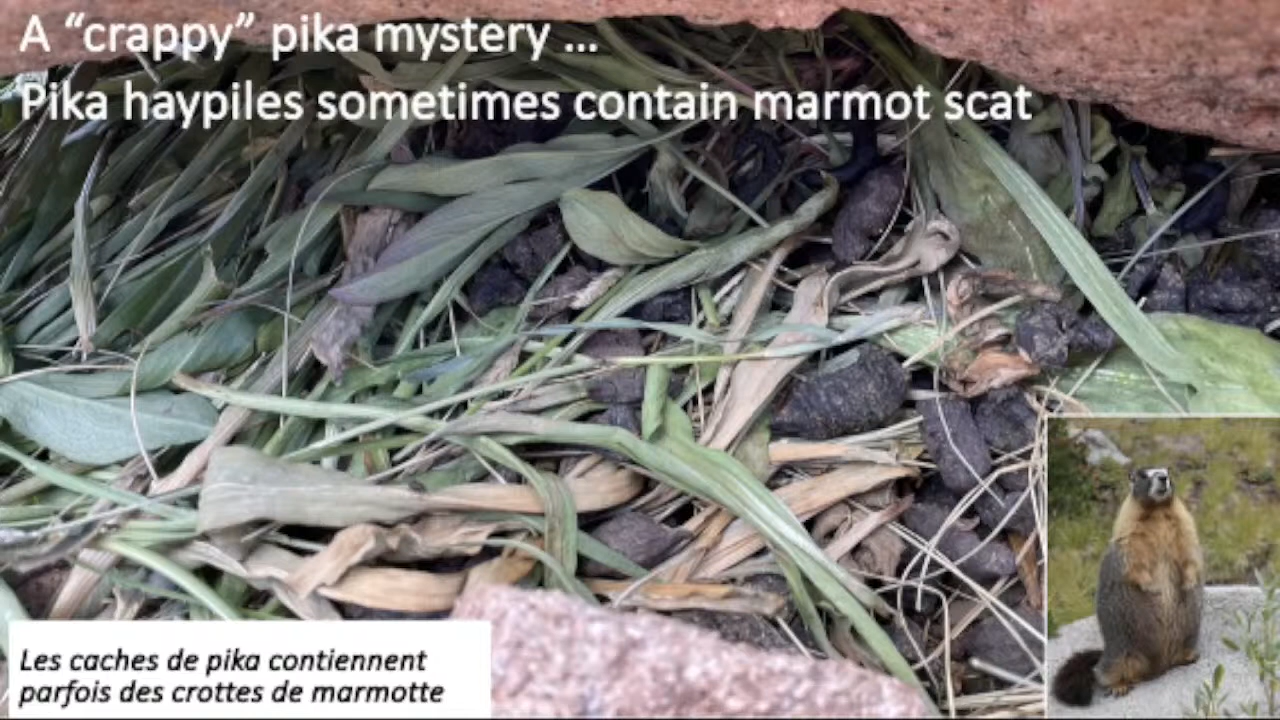 A “crappy” pika mystery ...
Pika haypiles sometimes contain marmot scat
Les caches de pika contiennent
parfois des crottes de marmotte